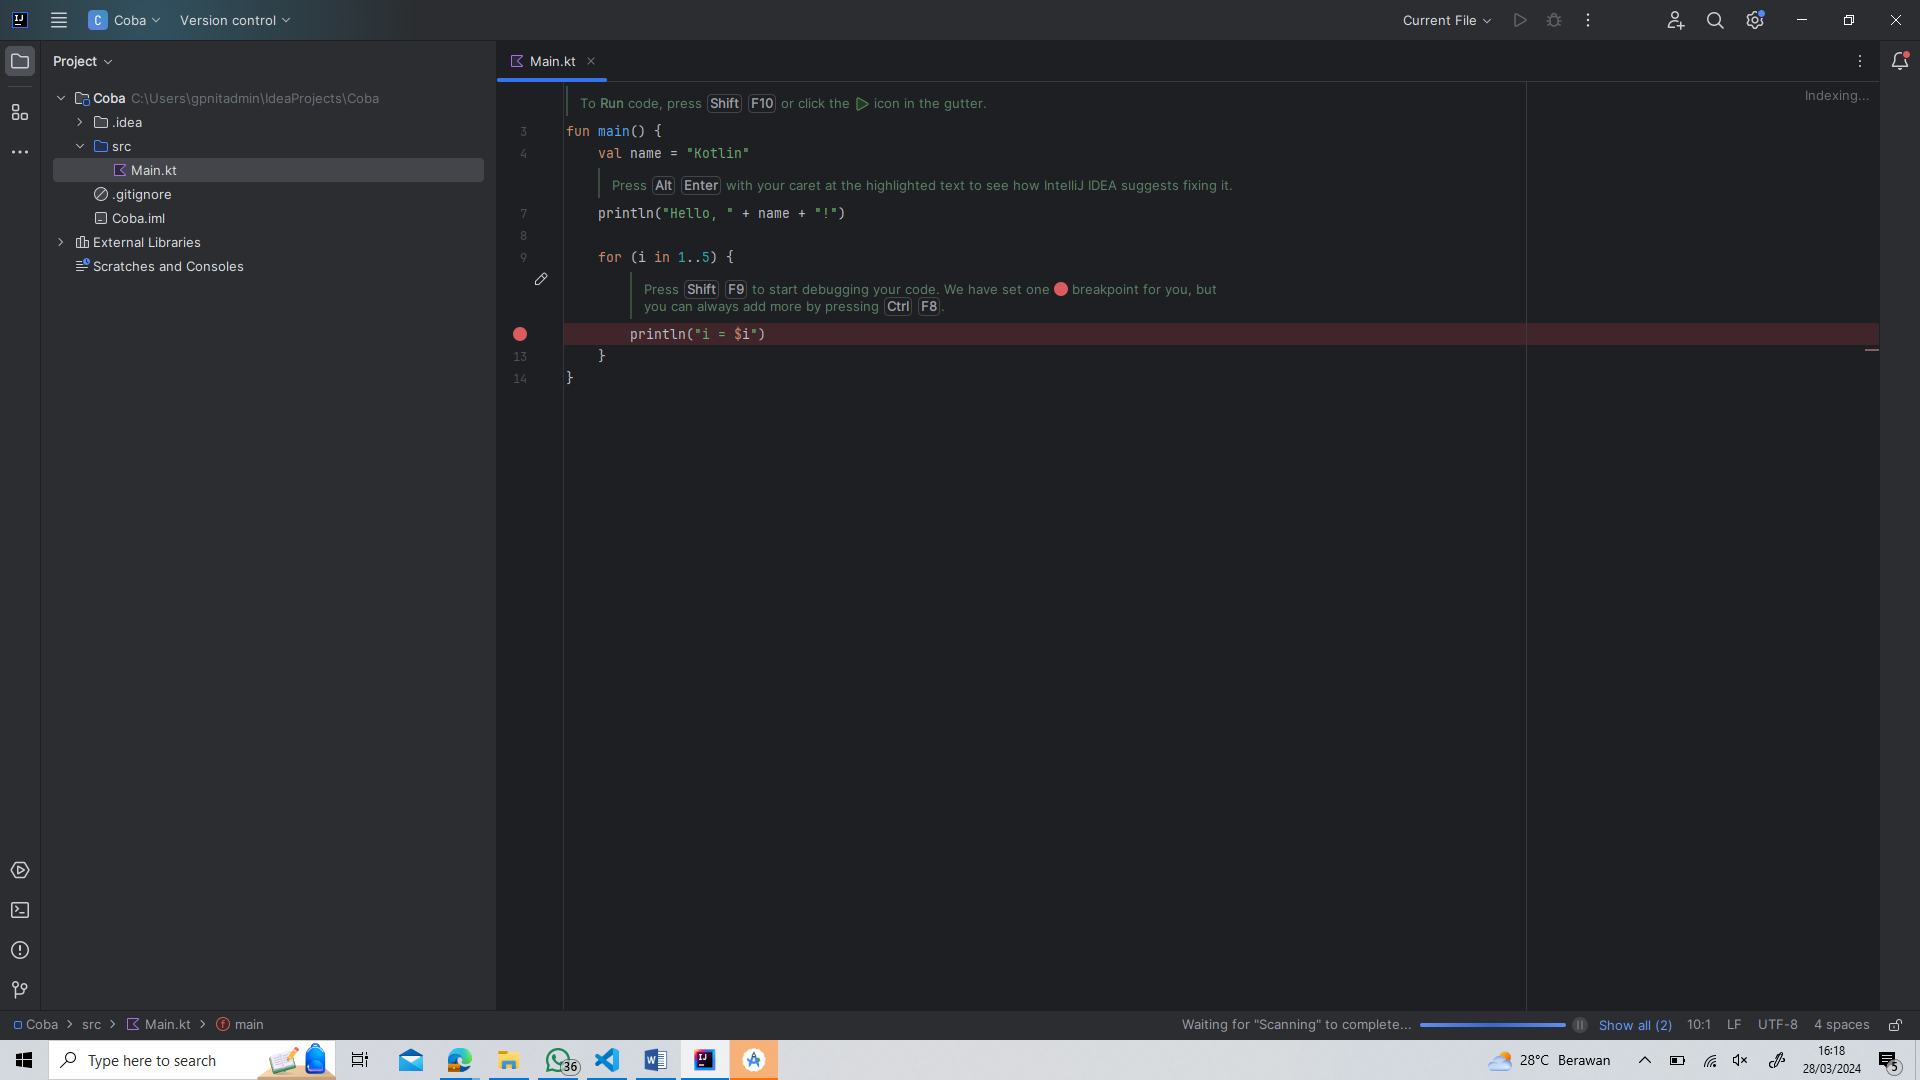 Coba
Version control
Current File
Project
Main.kt
Coba C:\Users\gpnitadmin\IdeaProjects\Coba
.idea
src
Main.kt
.gitignore
Coba.iml
External Libraries
Scratches and Consoles
Indexing...
To Run code, press Shift F10 or click the icon in the gutter.
3 fun main() {
4 val name = "Kotlin"
Press Alt Enter with your caret at the highlighted text to see how IntelliJ IDEA suggests fixing it.
7 println("Hello, " + name + "!")
8
9 for (i in 1..5) {
Press Shift F9 to start debugging your code. We have set one breakpoint for you, but
you can always add more by pressing Ctrl F8.
println("i = $i")
13 }
14 }
Coba > src > Main.kt > main
Waiting for "Scanning" to complete...
Show all (2)
10:1
LF
UTF-8
4 spaces
Type here to search
36
28°C Berawan
16:18
28/03/2024
5